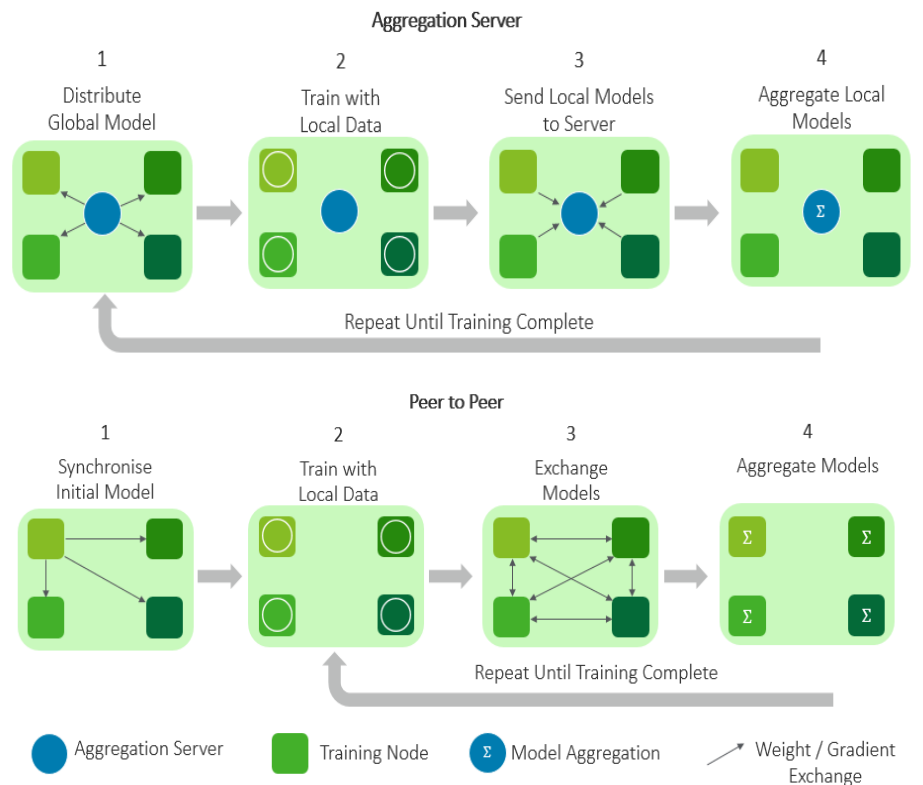 Aggregation Server
1
2
3
4
Distribute
Global Model
Train with
Local Data
Send Local Models
to Server
Aggregate Local
Models
Σ
Repeat Until Training Complete
Peer to Peer
1
2
3
4
Synchronise
Initial Model
Train with
Local Data
Exchange
Models
Aggregate Models
Σ
Σ
Σ
Σ
Repeat Until Training Complete
Aggregation Server
Training Node
Σ
Model Aggregation
Weight / Gradient
Exchange